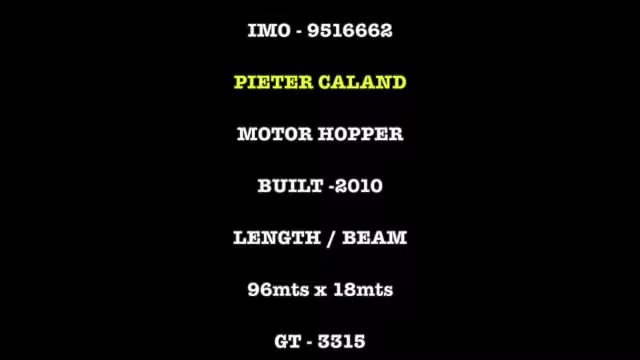 IMO - 9516662
PIETER CALAND
MOTOR HOPPER
BUILT -2010
LENGTH / BEAM
96mts x 18mts
GT - 3315